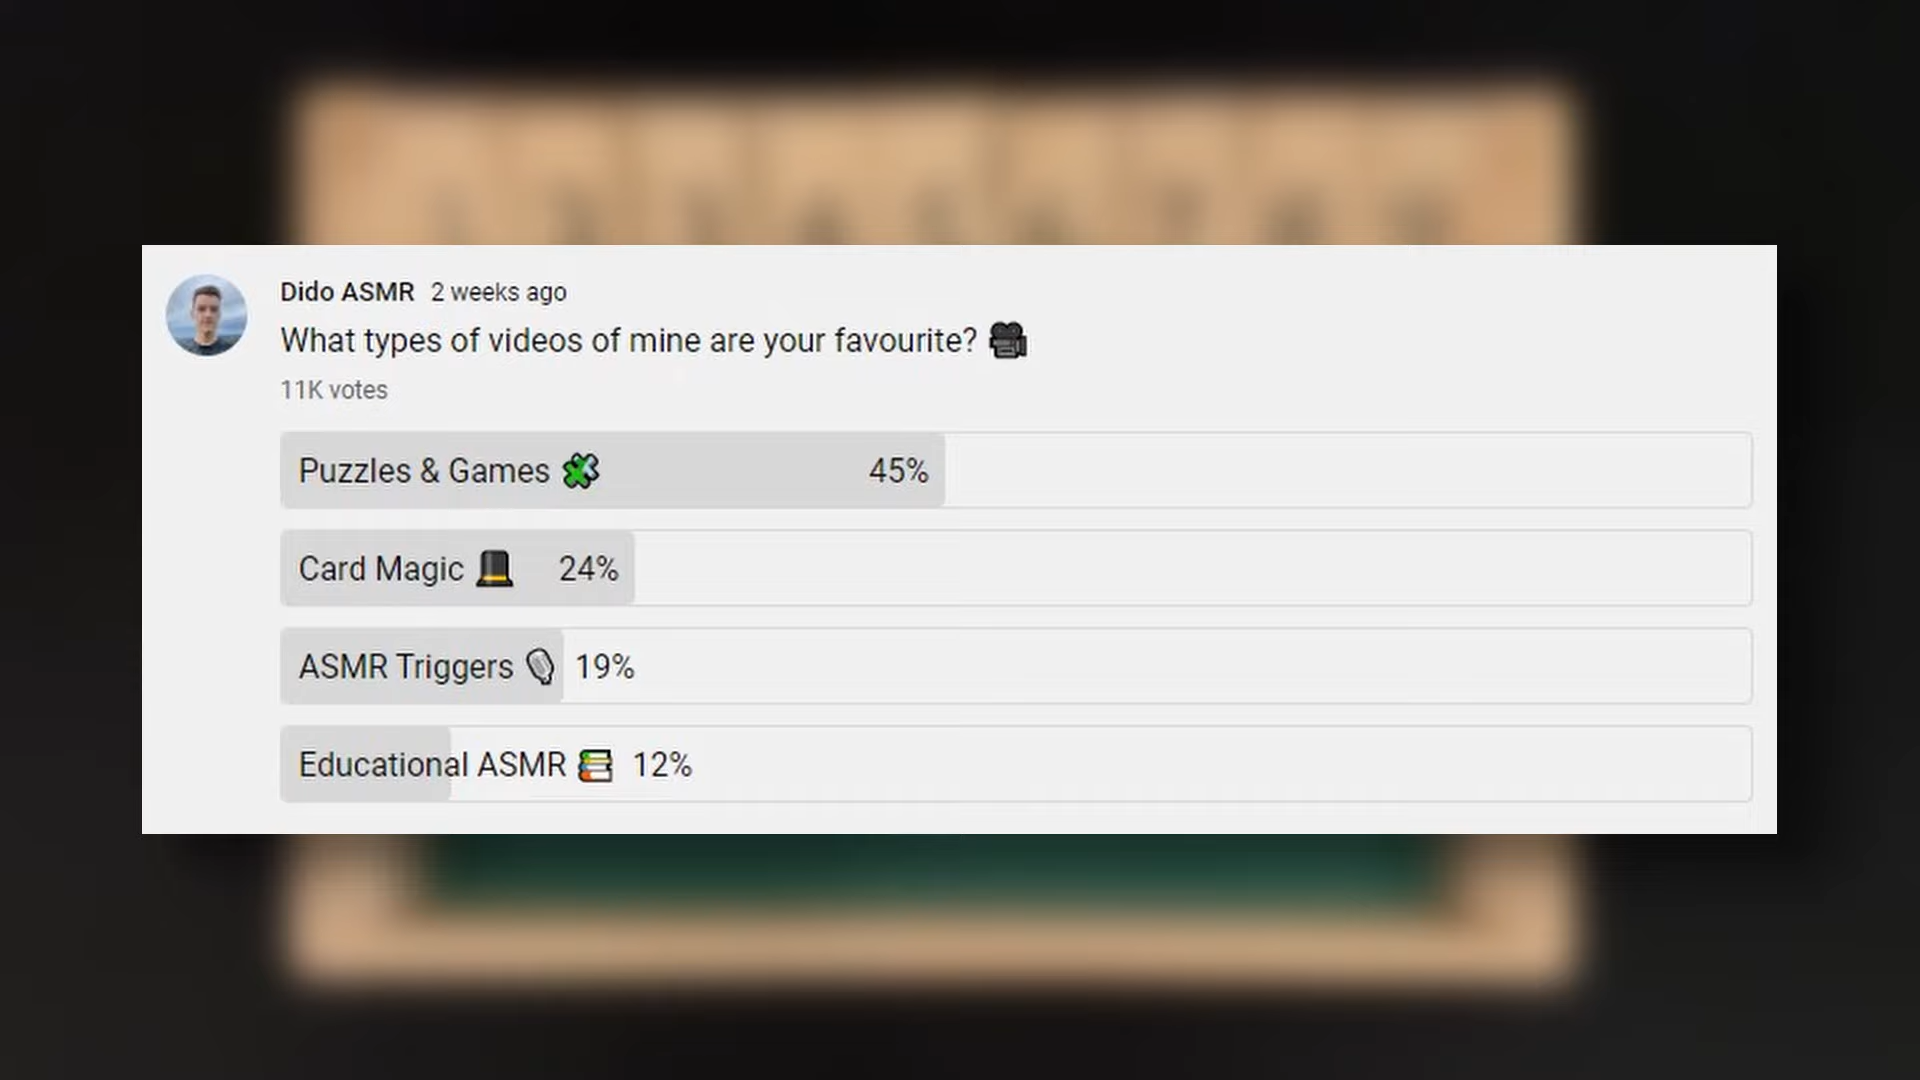 Dido ASMR 2 weeks ago
What types of videos of mine are your favourite? 🎥
11K votes
Puzzles & Games 🧩 45%
Card Magic 🎩 24%
ASMR Triggers 🎙 19%
Educational ASMR 📚 12%